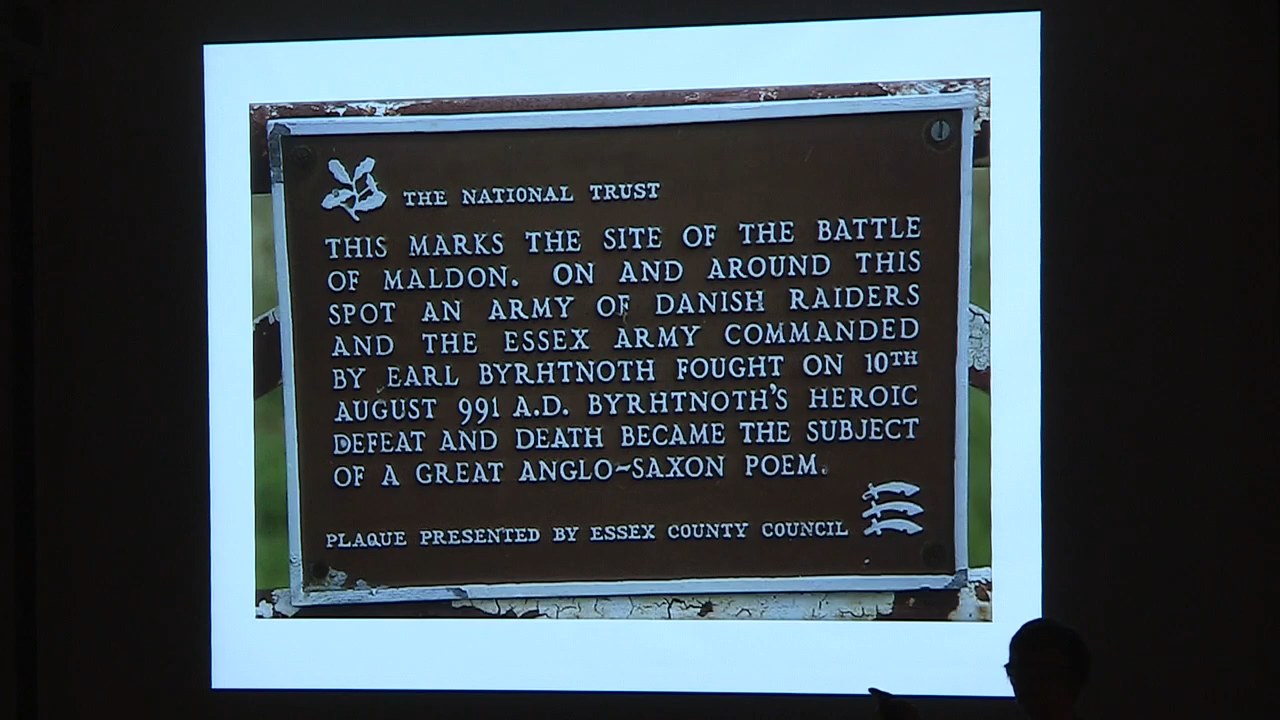 THE NATIONAL TRUST
THIS MARKS THE SITE OF THE BATTLE
OF MALDON. ON AND AROUND THIS
SPOT AN ARMY OF DANISH RAIDERS
AND THE ESSEX ARMY COMMANDED
BY EARL BYRHTNOTH FOUGHT ON 10TH
AUGUST 991 A.D. BYRHTNOTH'S HEROIC
DEFEAT AND DEATH BECAME THE SUBJECT
OF A GREAT ANGLO~SAXON POEM.
PLAQUE PRESENTED BY ESSEX COUNTY COUNCIL